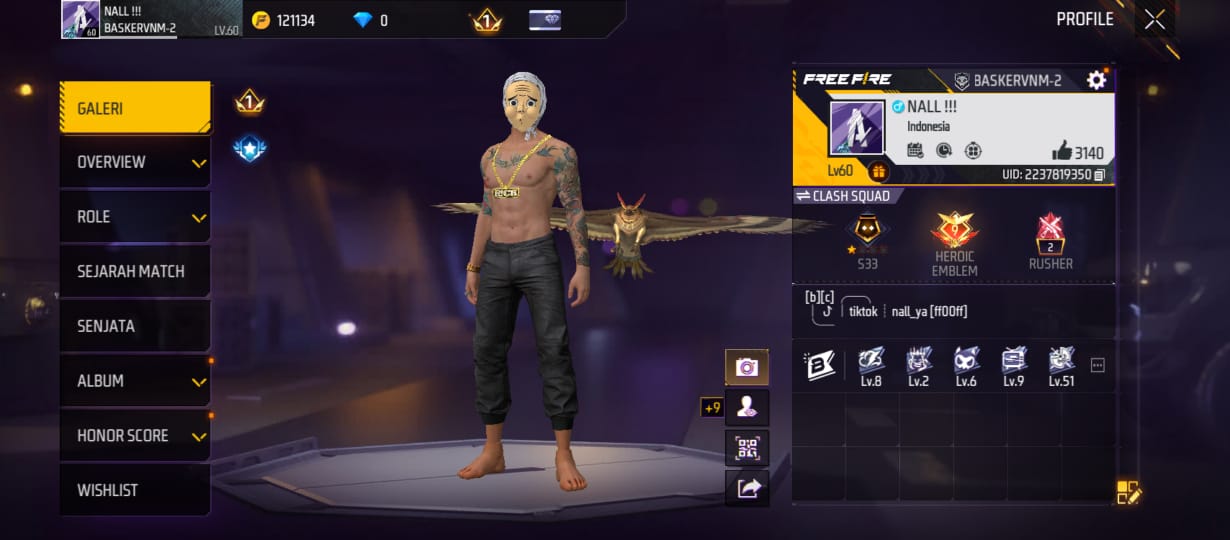 NALL !!!
BASKERVNM-2
LV.60
60
121134
0
1
PROFILE
GALERI
OVERVIEW
ROLE
SEJARAH MATCH
SENJATA
ALBUM
HONOR SCORE
WISHLIST
1
RICH
+9
FREE FIRE
BASKERVNM-2
NALL !!!
Indonesia
3140
Lv60
UID: 2237819350
CLASH SQUAD
9
2
S33
HEROIC EMBLEM
RUSHER
[b][c]
tiktok
nall_ya [ff00ff]
B
Lv.8
Lv.2
Lv.6
Lv.9
Lv.51